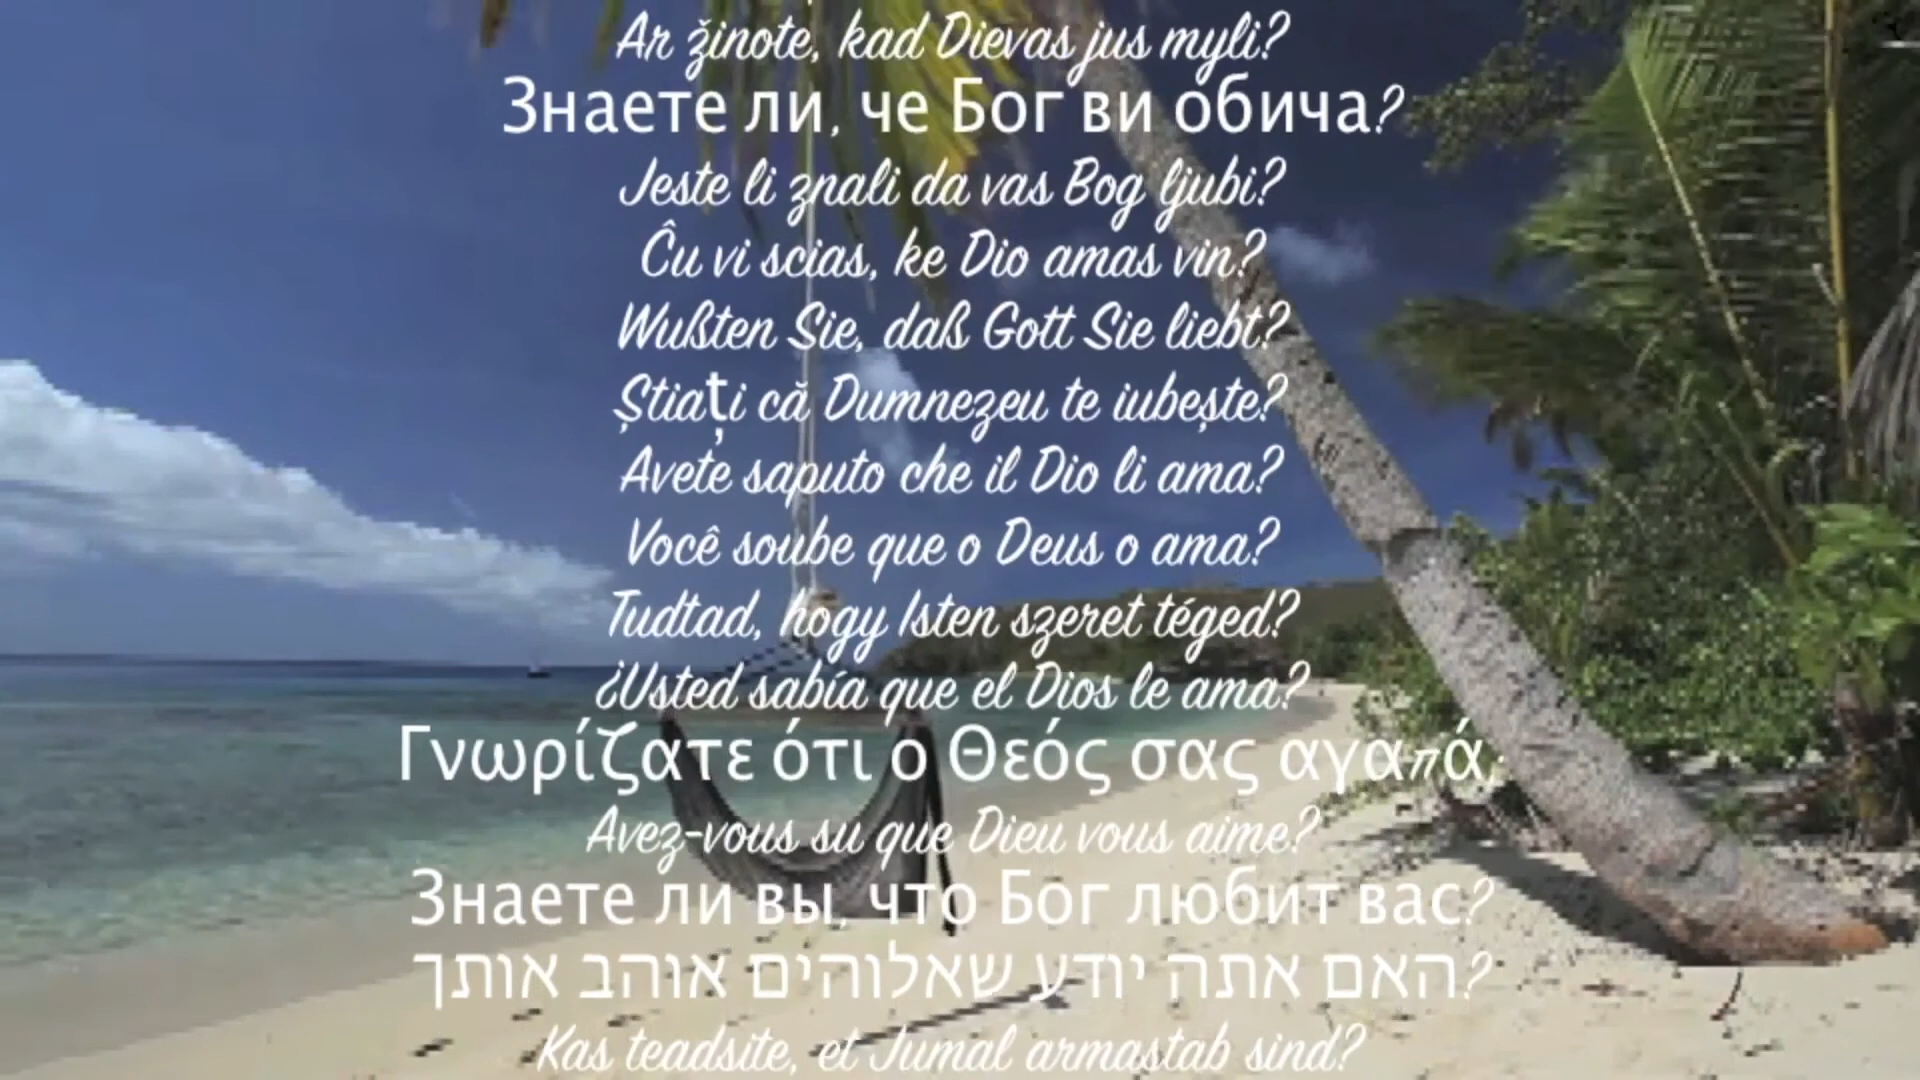 Ar žinote, kad Dievas jus myli?
Знаете ли, че Бог ви обича?
Jeste li znali da vas Bog ljubi?
Ĉu vi scias, ke Dio amas vin?
Wußten Sie, daß Gott Sie liebt?
Știați că Dumnezeu te iubește?
Avete saputo che il Dio li ama?
Você soube que o Deus o ama?
Tudtad, hogy Isten szeret téged?
¿Usted sabía que el Dios le ama?
Γνωρίζατε ότι ο Θεός σας αγαπά;
Avez-vous su que Dieu vous aime?
Знаете ли вы, что Бог любит вас?
האם אתה יודע שאלוהים אוהב אותך?
Kas teadsite, et Jumal armastab sind?